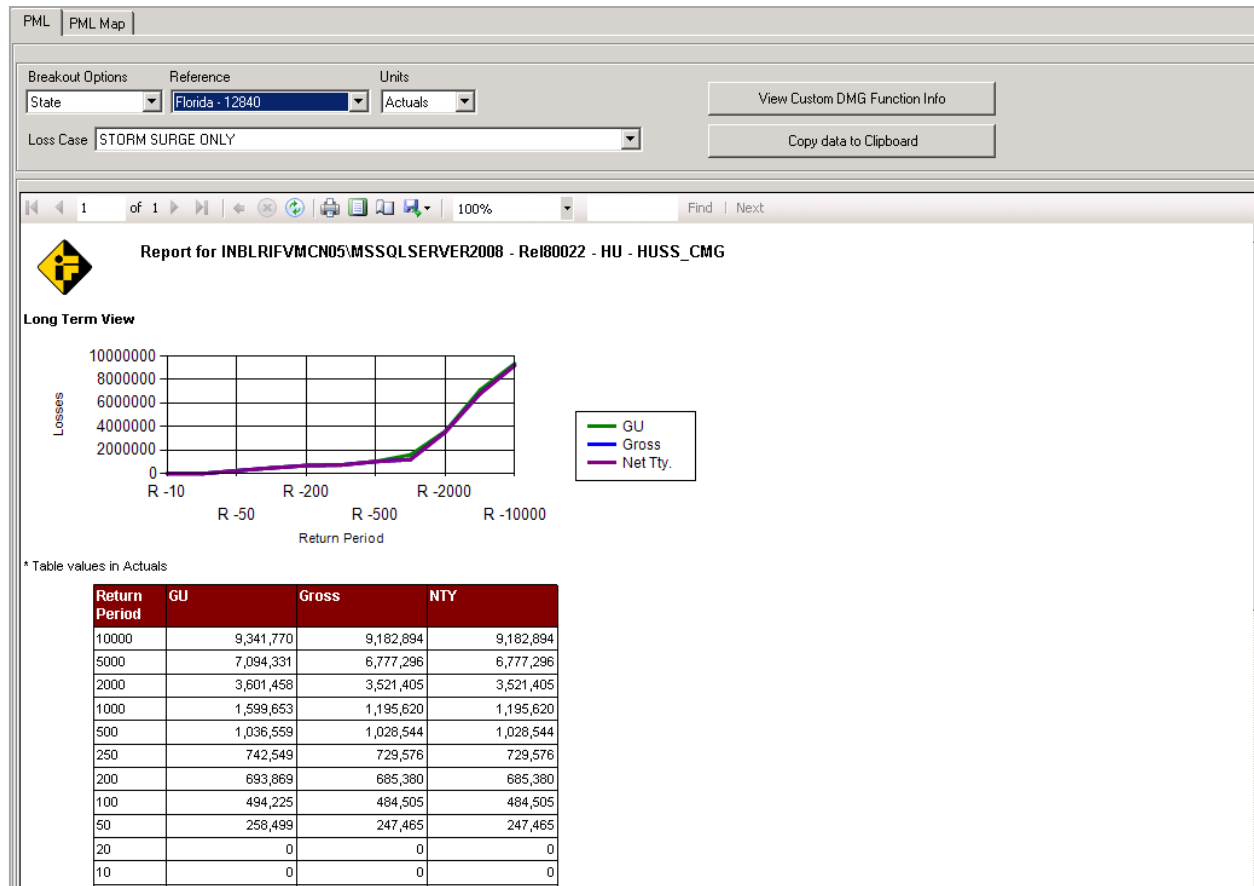 PML PML Map
Breakout Options Reference Units
State Florida - 12840 Actuals View Custom DMG Function Info
Loss Case STORM SURGE ONLY Copy data to Clipboard
1 of 1 100% Find | Next
Report for INBLRIFVMCN05\MSSQLSERVER2008 - Rel80022 - HU - HUSS_CMG
Long Term View
Losses
10000000
8000000
6000000
4000000
2000000
0
GU
Gross
Net Tty.
R -10 R -200 R -2000
R -50 R -500 R -10000
Return Period
* Table values in Actuals
Return Period GU Gross NTY
10000 9,341,770 9,182,894 9,182,894
5000 7,094,331 6,777,296 6,777,296
2000 3,601,458 3,521,405 3,521,405
1000 1,599,653 1,195,620 1,195,620
500 1,036,559 1,028,544 1,028,544
250 742,549 729,576 729,576
200 693,869 685,380 685,380
100 494,225 484,505 484,505
50 258,499 247,465 247,465
20 0 0 0
10 0 0 0